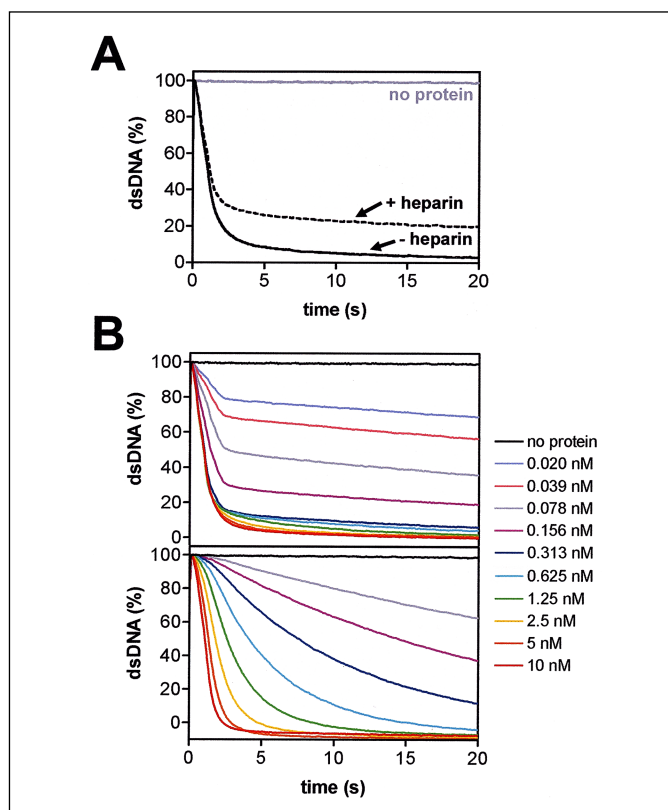 A
100
80
60
40
20
0
dsDNA (%)
no protein
+ heparin
- heparin
0 5 10 15 20
time (s)
B
100
80
60
40
20
0
dsDNA (%)
100
80
60
40
20
0
dsDNA (%)
0 5 10 15 20
time (s)
no protein
0.020 nM
0.039 nM
0.078 nM
0.156 nM
0.313 nM
0.625 nM
1.25 nM
2.5 nM
5 nM
10 nM